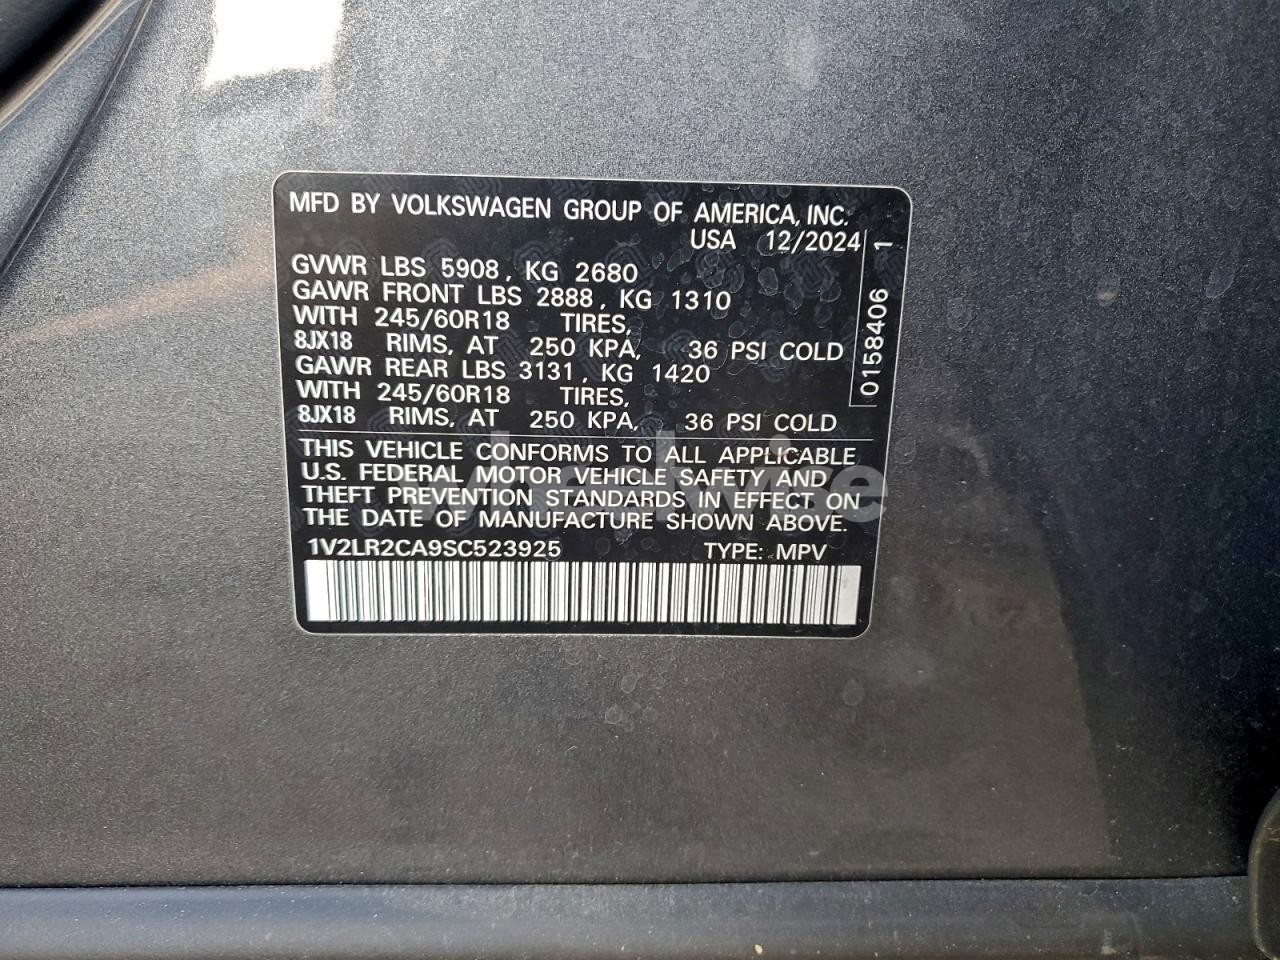 MFD BY VOLKSWAGEN GROUP OF AMERICA, INC.
USA 12/2024
GVWR LBS 5908, KG 2680
GAWR FRONT LBS 2888, KG 1310
WITH 245/60R18 TIRES,
8JX18 RIMS, AT 250 KPA, 36 PSI COLD
GAWR REAR LBS 3131, KG 1420
WITH 245/60R18 TIRES,
8JX18 RIMS, AT 250 KPA, 36 PSI COLD
0158406 1
THIS VEHICLE CONFORMS TO ALL APPLICABLE
U.S. FEDERAL MOTOR VEHICLE SAFETY AND
THEFT PREVENTION STANDARDS IN EFFECT ON
THE DATE OF MANUFACTURE SHOWN ABOVE.
1V2LR2CA9SC523925 TYPE: MPV